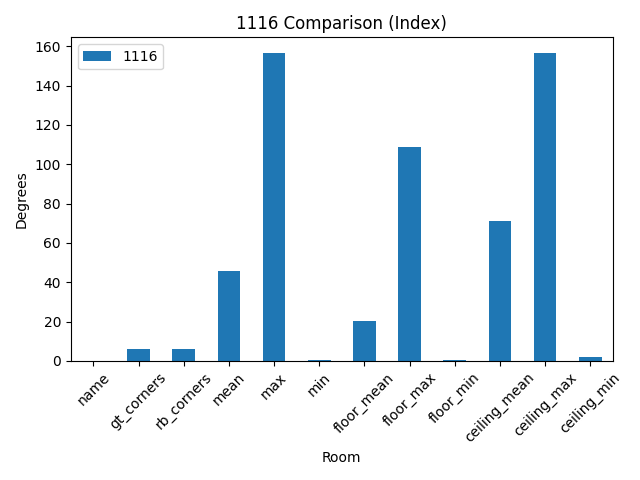 1116 Comparison (Index)
1116
160
140
120
100
80
60
40
20
0
Degrees
name
gt_corners
rb_corners
mean
max
min
floor_mean
floor_max
floor_min
ceiling_mean
ceiling_max
ceiling_min
Room